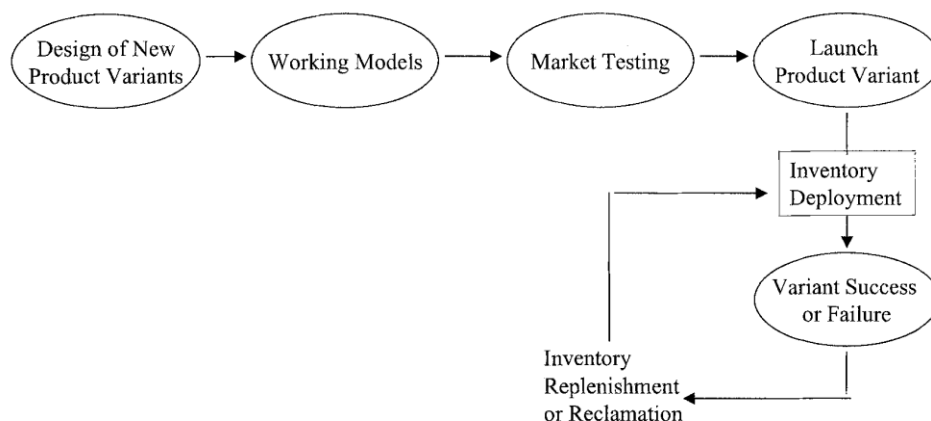 Design of New
Product Variants
Working Models
Market Testing
Launch
Product Variant
Inventory
Deployment
Variant Success
or Failure
Inventory
Replenishment
or Reclamation